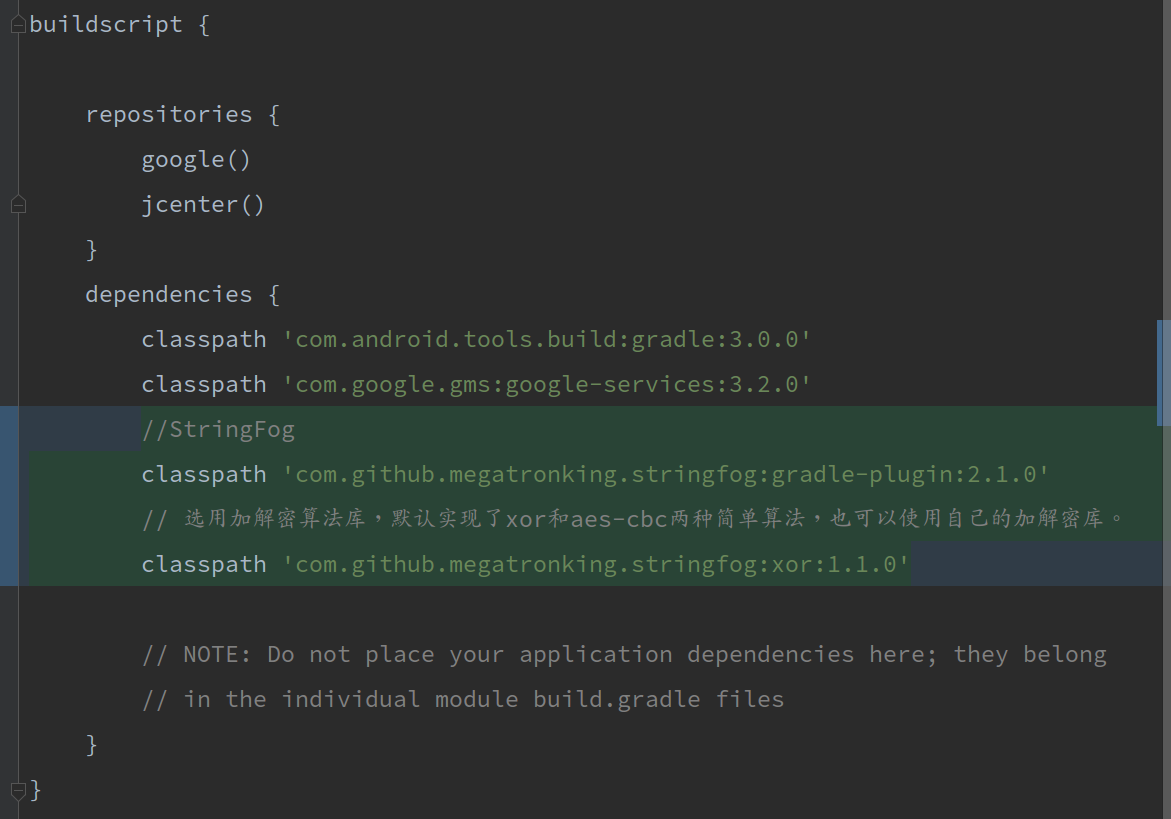 buildscript {
repositories {
google()
jcenter()
}
dependencies {
classpath 'com.android.tools.build:gradle:3.0.0'
classpath 'com.google.gms:google-services:3.2.0'
//StringFog
classpath 'com.github.megatronking.stringfog:gradle-plugin:2.1.0'
// 选用加解密算法库，默认实现了xor和aes-cbc两种简单算法，也可以使用自己的加解密库。
classpath 'com.github.megatronking.stringfog:xor:1.1.0'
// NOTE: Do not place your application dependencies here; they belong
// in the individual module build.gradle files
}
}